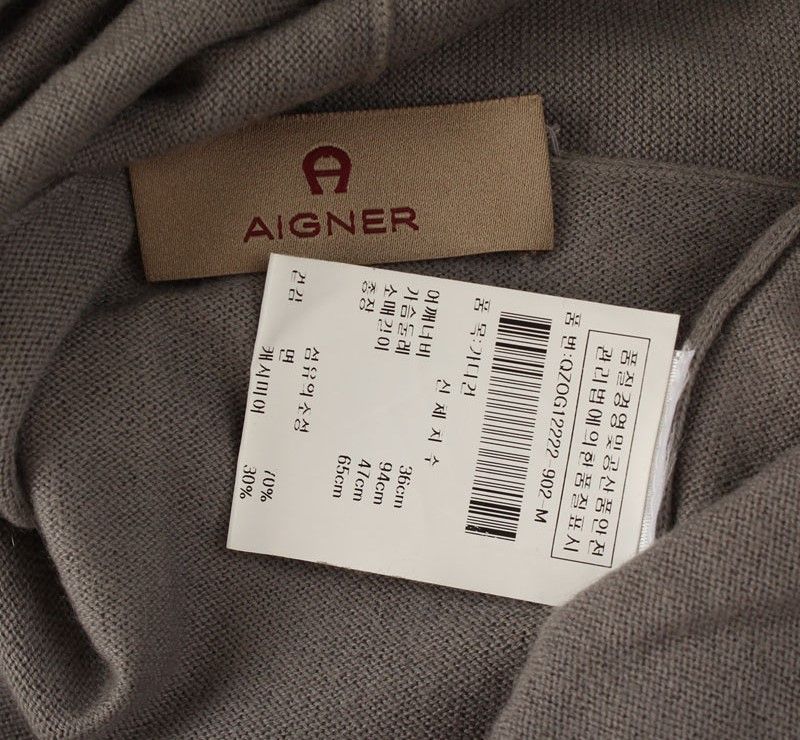 AIGNER
품질경영및공산품안전
관리법에의한품질표시
품 번:QZOG12222-902-M
품 목:가디건
신체치수
어깨너비 36cm
가슴둘레 94cm
소매길이 47cm
총장 65cm
섬유의조성
겉감 면 70%
캐시미어 30%